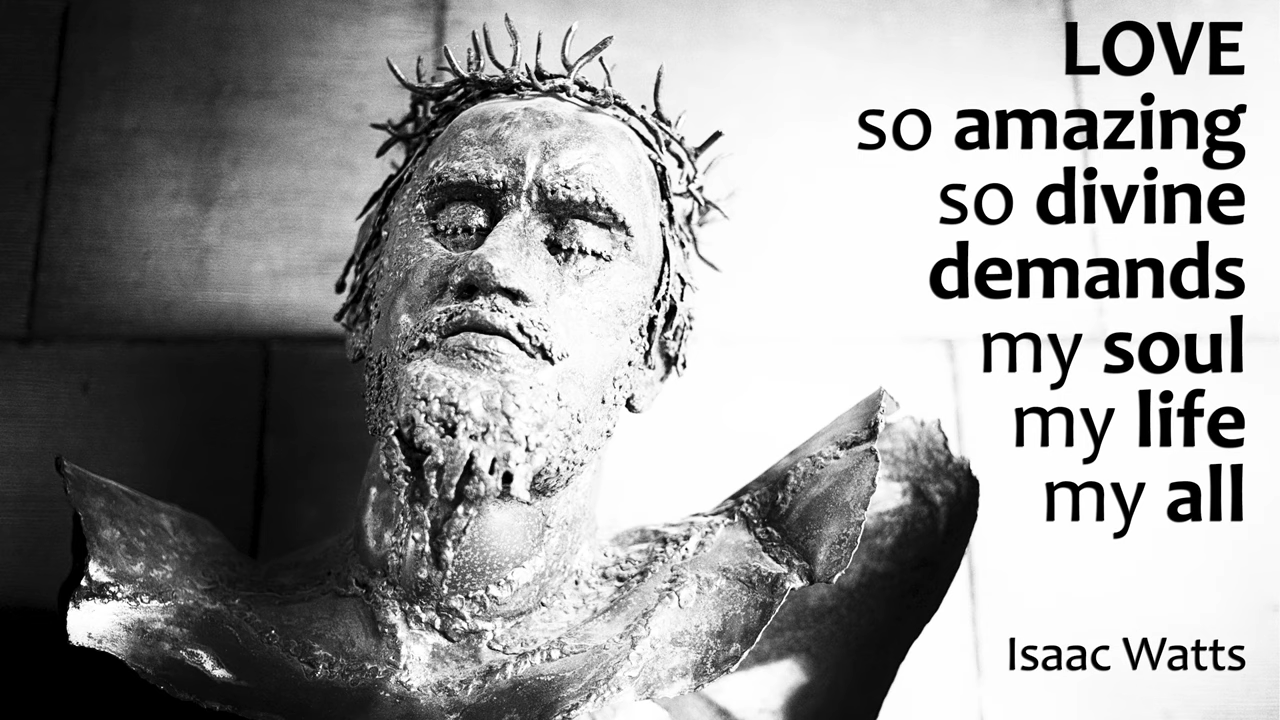 LOVE
so amazing
so divine
demands
my soul
my life
my all
Isaac Watts